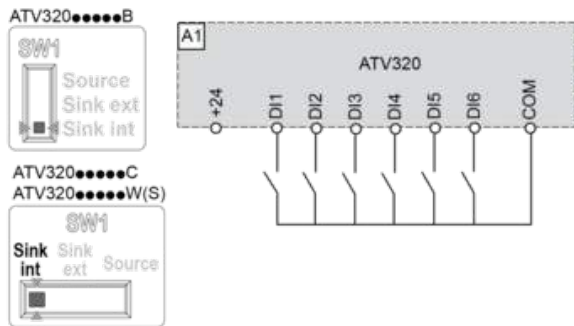 ATV320●●●●●B
SW1
Source
Sink ext
Sink int
ATV320●●●●●C
ATV320●●●●●W(S)
SW1
Sink int
Sink ext
Source
A1
ATV320
+24
DI1
DI2
DI3
DI4
DI5
DI6
COM